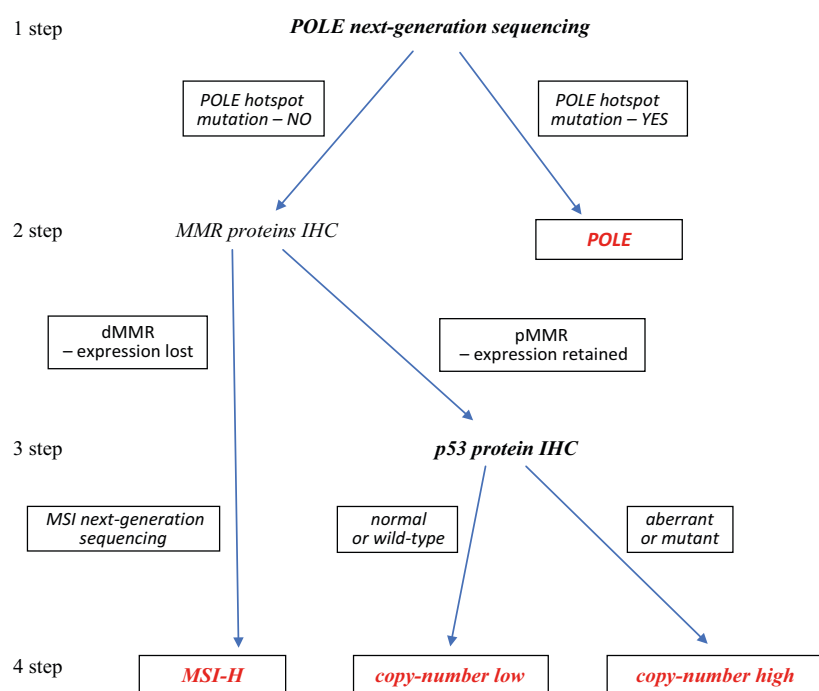 1 step
POLE next-generation sequencing
POLE hotspot
mutation – NO
POLE hotspot
mutation – YES
2 step
MMR proteins IHC
POLE
dMMR
– expression lost
pMMR
– expression retained
3 step
p53 protein IHC
MSI next-generation
sequencing
normal
or wild-type
aberrant
or mutant
4 step
MSI-H
copy-number low
copy-number high